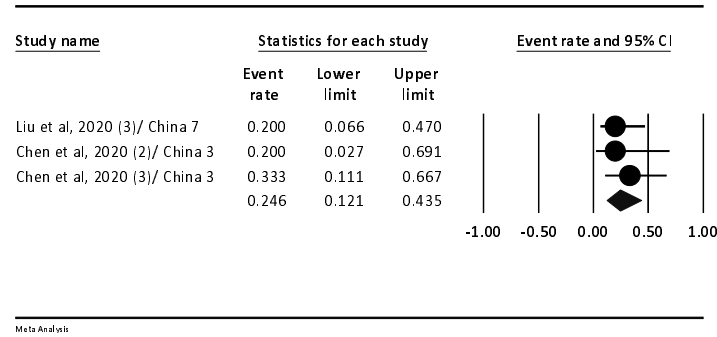 Study name Statistics for each study Event rate and 95% CI
Event Lower Upper
rate limit limit
Liu et al, 2020 (3)/ China 7 0.200 0.066 0.470
Chen et al, 2020 (2)/ China 3 0.200 0.027 0.691
Chen et al, 2020 (3)/ China 3 0.333 0.111 0.667
0.246 0.121 0.435
-1.00 -0.50 0.00 0.50 1.00
Meta Analysis